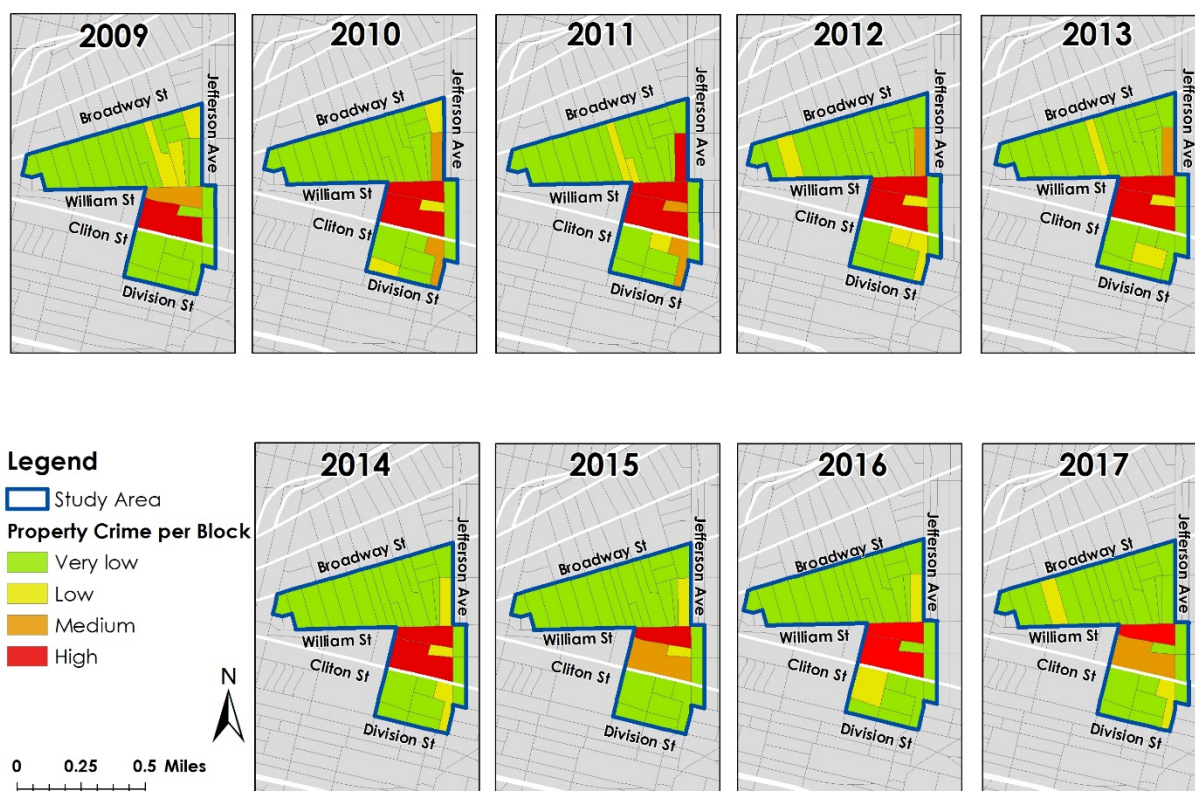 2009
Broadway St
Jefferson Ave
William St
Cliton St
Division St
2010
Broadway St
Jefferson Ave
William St
Cliton St
Division St
2011
Broadway St
Jefferson Ave
William St
Cliton St
Division St
2012
Broadway St
Jefferson Ave
William St
Cliton St
Division St
2013
Broadway St
Jefferson Ave
William St
Cliton St
Division St
Legend
Study Area
Property Crime per Block
Very low
Low
Medium
High
N
0 0.25 0.5 Miles
2014
Broadway St
Jefferson Ave
William St
Cliton St
Division St
2015
Broadway St
Jefferson Ave
William St
Cliton St
Division St
2016
Broadway St
Jefferson Ave
William St
Cliton St
Division St
2017
Broadway St
Jefferson Ave
William St
Cliton St
Division St